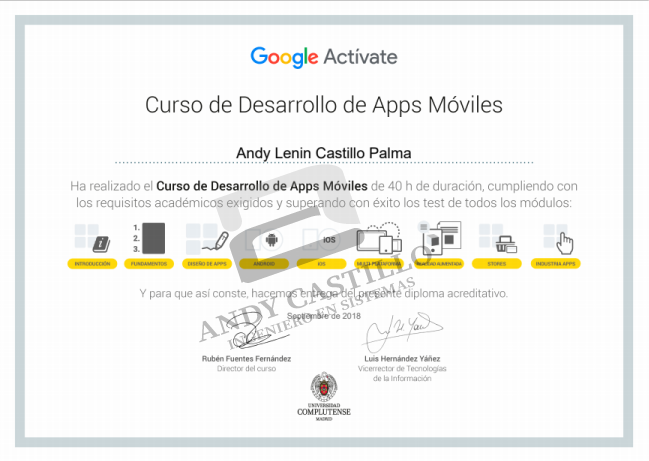 Google Actívate
Curso de Desarrollo de Apps Móviles
Andy Lenin Castillo Palma
Ha realizado el Curso de Desarrollo de Apps Móviles de 40 h de duración, cumpliendo con
los requisitos académicos exigidos y superando con éxito los test de todos los módulos:
1.
2.
3.
iOS
INTRODUCCIÓN FUNDAMENTOS DISEÑO DE APPS ANDROID IOS MULTI PLATAFORMA REALIDAD AUMENTADA STORES INDUSTRIA APPS
Y para que así conste, hacemos entrega del presente diploma acreditativo.
ANDY CASTILLO
INGENIERO EN SISTEMAS
Septiembre de 2018
Rubén Fuentes Fernández
Director del curso
Luis Hernández Yáñez
Vicerrector de Tecnologías
de la Información
UNIVERSIDAD
COMPLUTENSE
MADRID